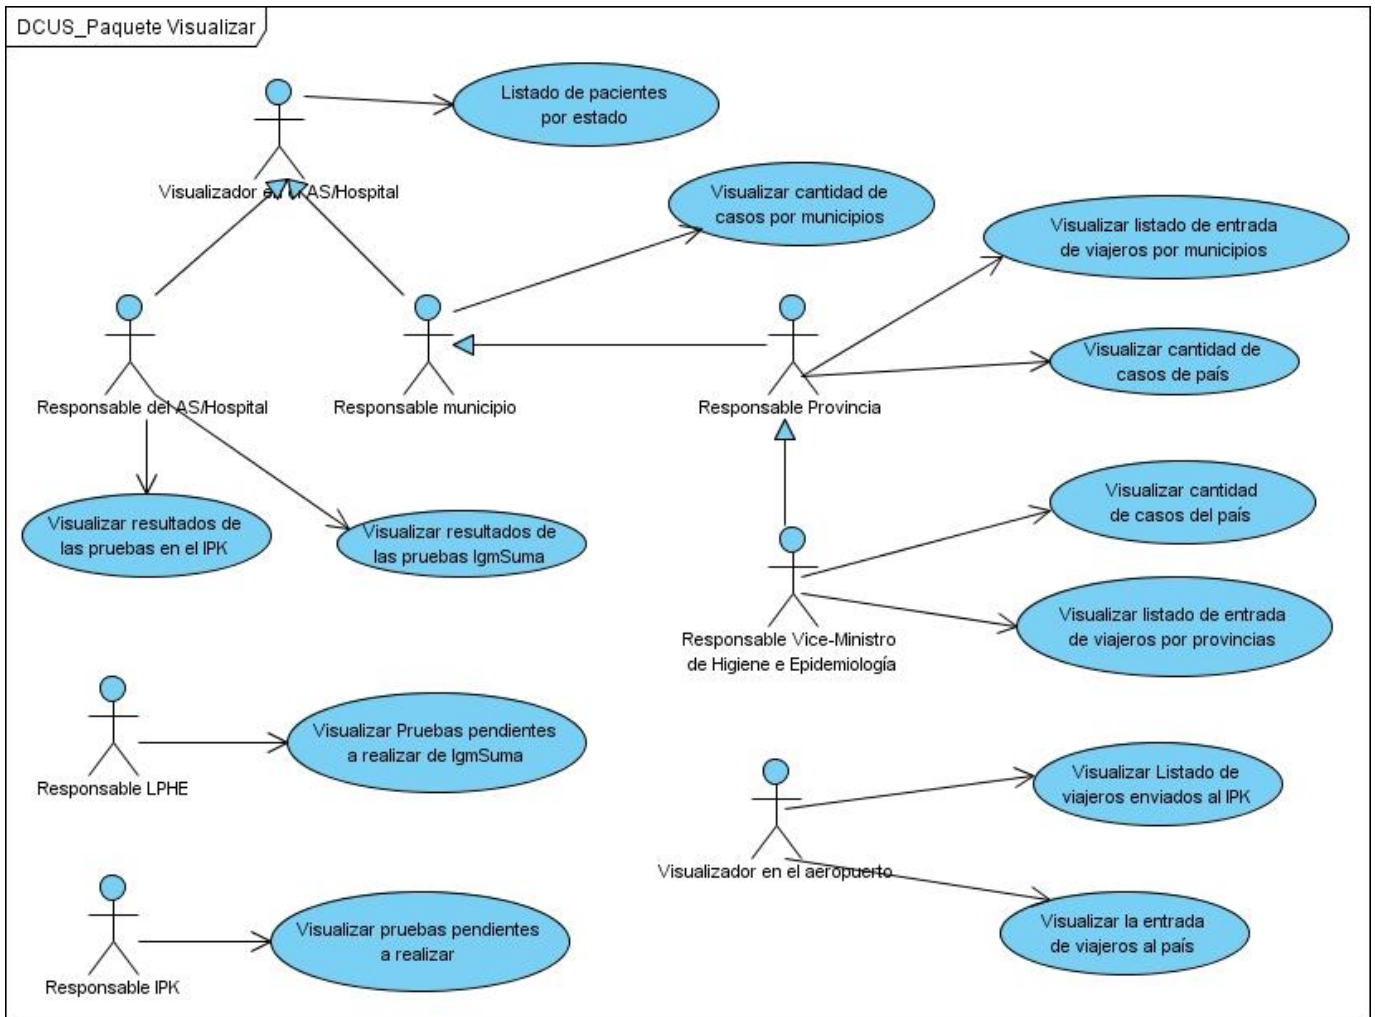 DCUS_Paquete Visualizar
Listado de pacientes
por estado
Visualizador en el AS/Hospital
Visualizar cantidad de
casos por municipios
Visualizar listado de entrada
de viajeros por municipios
Visualizar cantidad de
casos de país
Responsable del AS/Hospital
Responsable municipio
Responsable Provincia
Visualizar cantidad
de casos del país
Visualizar resultados de
las pruebas en el IPK
Visualizar resultados de
las pruebas IgmSuma
Responsable Vice-Ministro
de Higiene e Epidemiología
Visualizar listado de entrada
de viajeros por provincias
Visualizar Pruebas pendientes
a realizar de IgmSuma
Responsable LPHE
Visualizar Listado de
viajeros enviados al IPK
Visualizador en el aeropuerto
Visualizar pruebas pendientes
a realizar
Visualizar la entrada
de viajeros al país
Responsable IPK